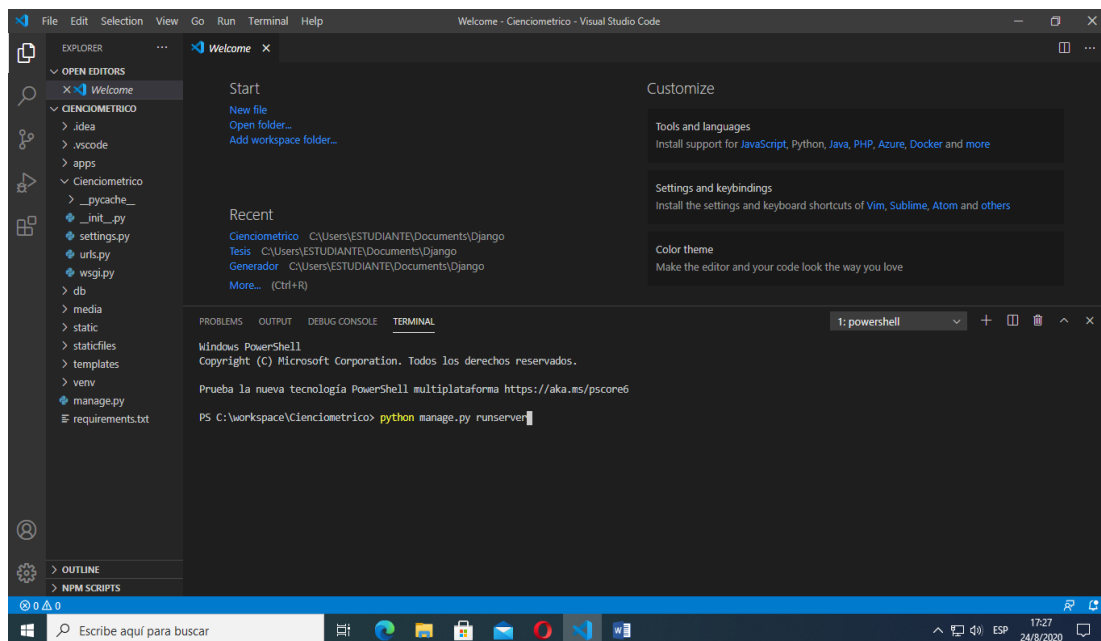 File Edit Selection View Go Run Terminal Help Welcome - Cienciometrico - Visual Studio Code
EXPLORER
OPEN EDITORS
Welcome
CIENCIOMETRICO
.idea
.vscode
apps
Cienciometrico
__pycache__
__init__.py
settings.py
urls.py
wsgi.py
db
media
static
staticfiles
templates
venv
manage.py
requirements.txt
OUTLINE
NPM SCRIPTS
Welcome
Start
New file
Open folder...
Add workspace folder...
Recent
Cienciometrico C:\Users\ESTUDIANTE\Documents\Django
Tesis C:\Users\ESTUDIANTE\Documents\Django
Generador C:\Users\ESTUDIANTE\Documents\Django
More... (Ctrl+R)
Customize
Tools and languages
Install support for JavaScript, Python, Java, PHP, Azure, Docker and more
Settings and keybindings
Install the settings and keyboard shortcuts of Vim, Sublime, Atom and others
Color theme
Make the editor and your code look the way you love
PROBLEMS OUTPUT DEBUG CONSOLE TERMINAL 1: powershell
Windows PowerShell
Copyright (C) Microsoft Corporation. Todos los derechos reservados.
Prueba la nueva tecnología PowerShell multiplataforma https://aka.ms/pscore6
PS C:\workspace\Cienciometrico> python manage.py runserver
0 0
Escribe aquí para buscar
ESP
17:27
24/8/2020